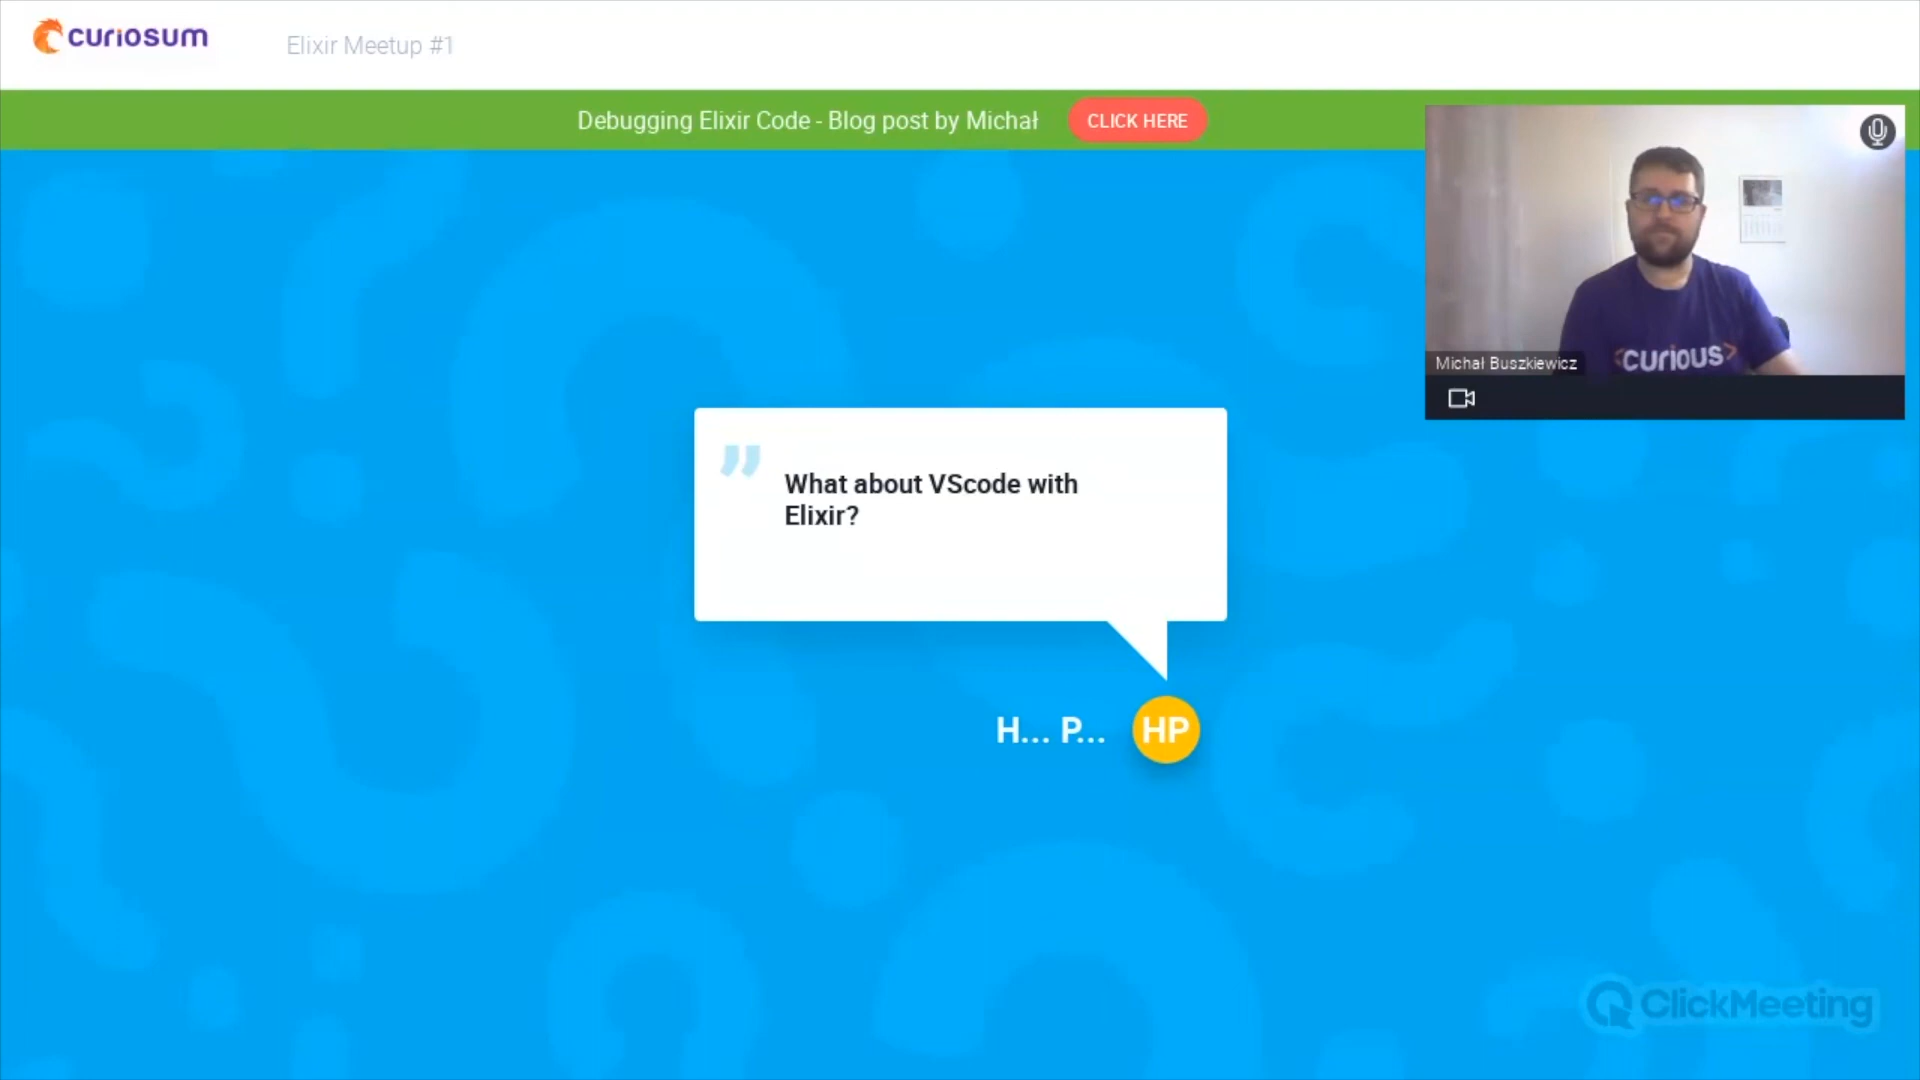 curiosum
Elixir Meetup #1
Debugging Elixir Code - Blog post by Michał
CLICK HERE
<curious>
Michał Buszkiewicz
What about VScode with
Elixir?
H... P...
HP
ClickMeeting